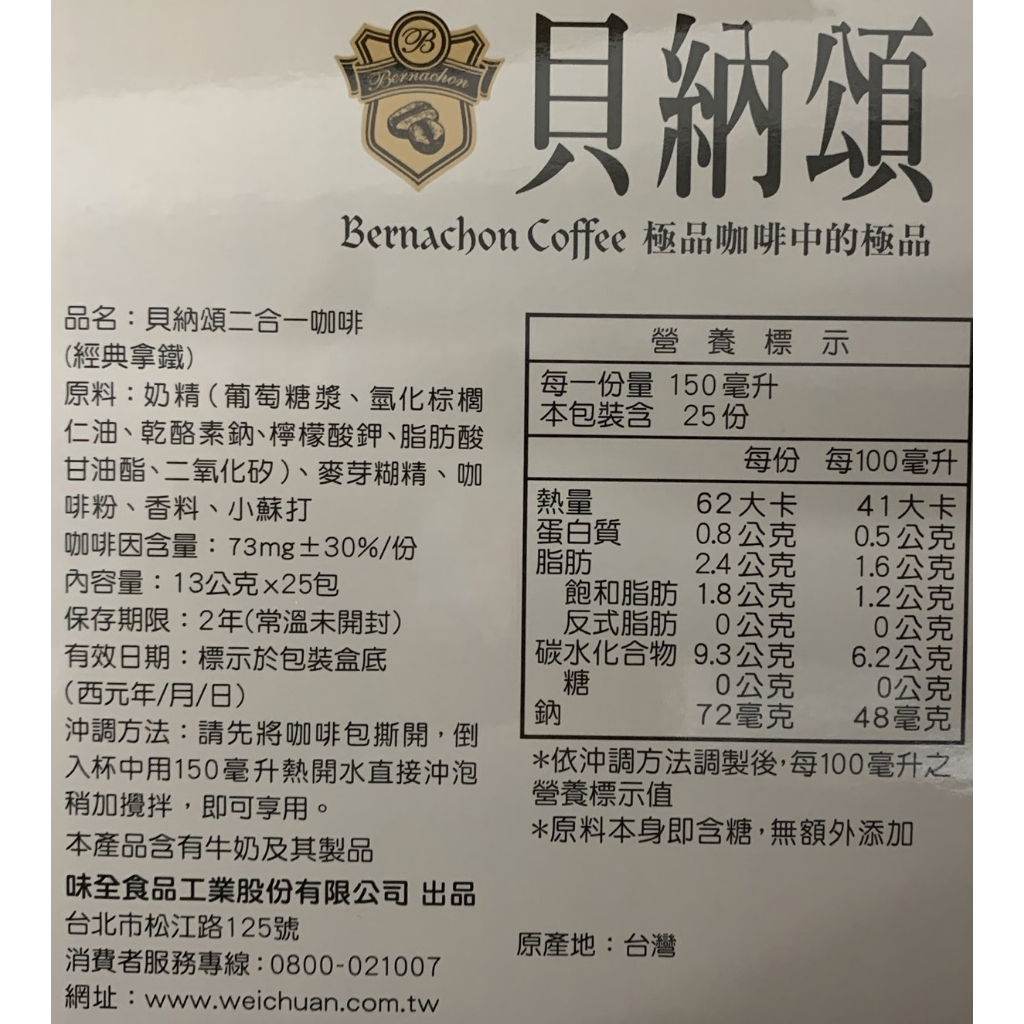 B
Bernachon
貝納頌
Bernachon Coffee 極品咖啡中的極品
品名：貝納頌二合一咖啡
(經典拿鐵)
原料：奶精(葡萄糖漿、氫化棕櫚
仁油、乾酪素鈉、檸檬酸鉀、脂肪酸
甘油酯、二氧化矽)、麥芽糊精、咖
啡粉、香料、小蘇打
咖啡因含量：73mg±30%/份
內容量：13公克x25包
保存期限：2年(常溫未開封)
有效日期：標示於包裝盒底
(西元年/月/日)
沖調方法：請先將咖啡包撕開，倒
入杯中用150毫升熱開水直接沖泡
稍加攪拌，即可享用。
本產品含有牛奶及其製品
味全食品工業股份有限公司 出品
台北市松江路125號
消費者服務專線：0800-021007
網址：www.weichuan.com.tw
營養標示
每一份量 150毫升
本包裝含 25份
每份 每100毫升
熱量 62大卡 41大卡
蛋白質 0.8公克 0.5公克
脂肪 2.4公克 1.6公克
飽和脂肪 1.8公克 1.2公克
反式脂肪 0公克 0公克
碳水化合物 9.3公克 6.2公克
糖 0公克 0公克
鈉 72毫克 48毫克
*依沖調方法調製後，每100毫升之
營養標示值
*原料本身即含糖，無額外添加
原產地：台灣